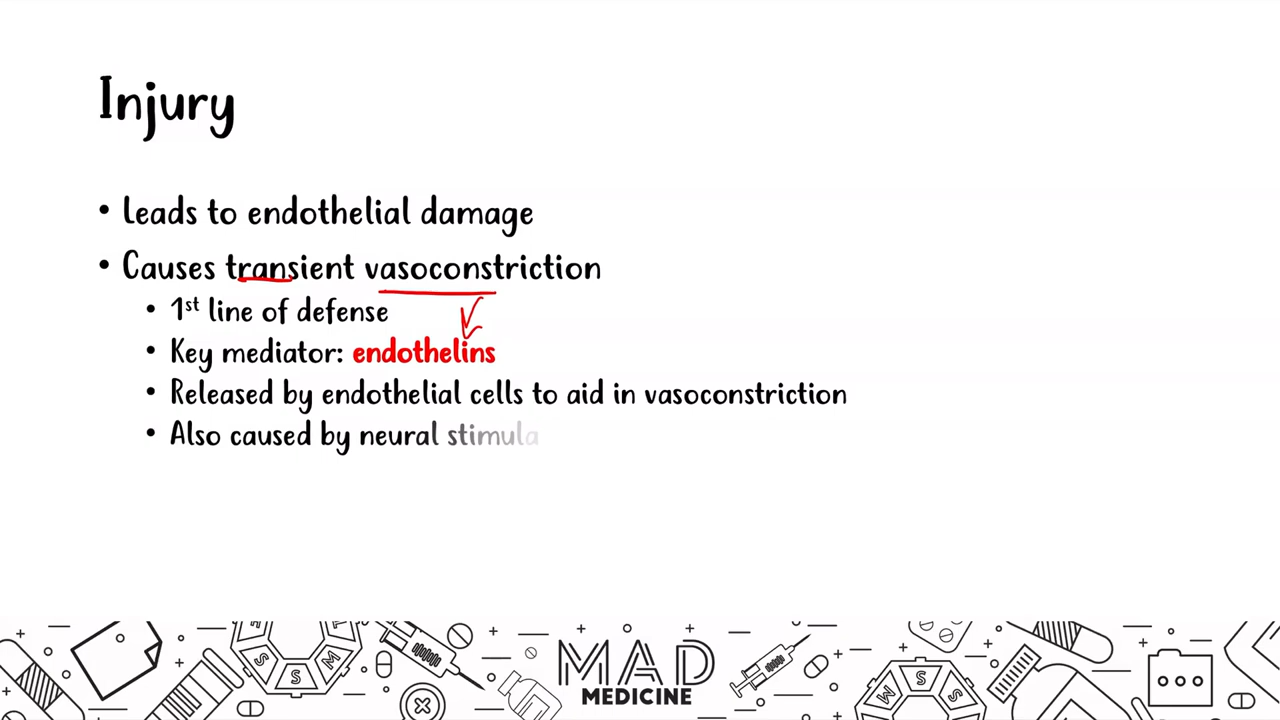 Injury
• Leads to endothelial damage
• Causes transient vasoconstriction
• 1st line of defense
• Key mediator: endothelins
• Released by endothelial cells to aid in vasoconstriction
• Also caused by neural stimula
MAD
MEDICINE
S
S
M
M
S
S